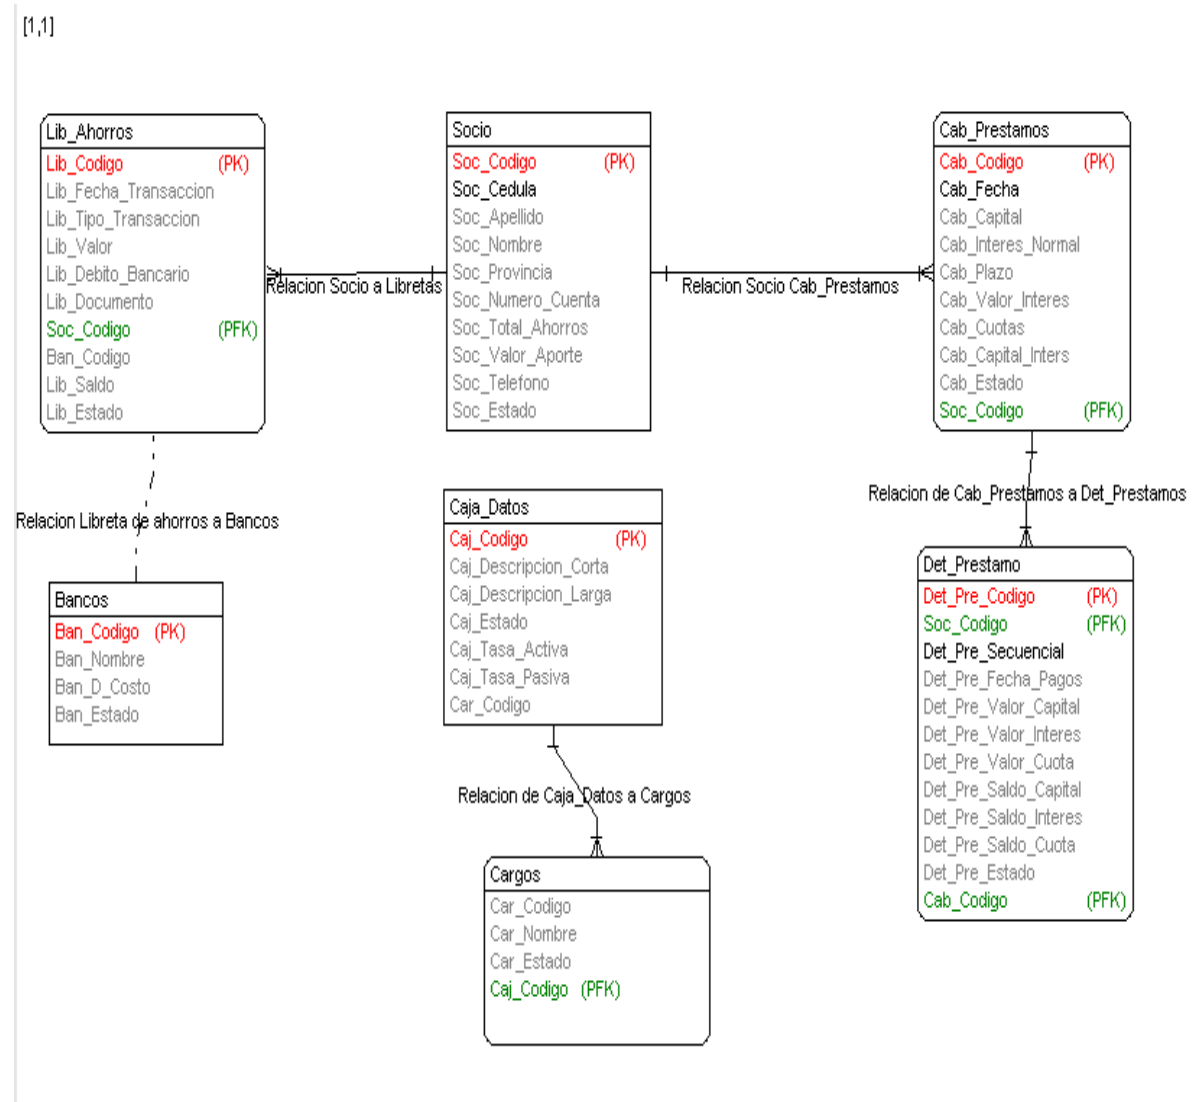 [1,1]
Lib_Ahorros
Lib_Codigo (PK)
Lib_Fecha_Transaccion
Lib_Tipo_Transaccion
Lib_Valor
Lib_Debito_Bancario
Lib_Documento
Soc_Codigo (PFK)
Ban_Codigo
Lib_Saldo
Lib_Estado
Relacion Socio a Libretas
Socio
Soc_Codigo (PK)
Soc_Cedula
Soc_Apellido
Soc_Nombre
Soc_Provincia
Soc_Numero_Cuenta
Soc_Total_Ahorros
Soc_Valor_Aporte
Soc_Telefono
Soc_Estado
Relacion Socio Cab_Prestamos
Cab_Prestamos
Cab_Codigo (PK)
Cab_Fecha
Cab_Capital
Cab_Interes_Normal
Cab_Plazo
Cab_Valor_Interes
Cab_Cuotas
Cab_Capital_Inters
Cab_Estado
Soc_Codigo (PFK)
Relacion Libreta de ahorros a Bancos
Bancos
Ban_Codigo (PK)
Ban_Nombre
Ban_D_Costo
Ban_Estado
Caja_Datos
Caj_Codigo (PK)
Caj_Descripcion_Corta
Caj_Descripcion_Larga
Caj_Estado
Caj_Tasa_Activa
Caj_Tasa_Pasiva
Car_Codigo
Relacion de Caja_Datos a Cargos
Cargos
Car_Codigo
Car_Nombre
Car_Estado
Caj_Codigo (PFK)
Relacion de Cab_Prestamos a Det_Prestamos
Det_Prestamo
Det_Pre_Codigo (PK)
Soc_Codigo (PFK)
Det_Pre_Secuencial
Det_Pre_Fecha_Pagos
Det_Pre_Valor_Capital
Det_Pre_Valor_Interes
Det_Pre_Valor_Cuota
Det_Pre_Saldo_Capital
Det_Pre_Saldo_Interes
Det_Pre_Saldo_Cuota
Det_Pre_Estado
Cab_Codigo (PFK)